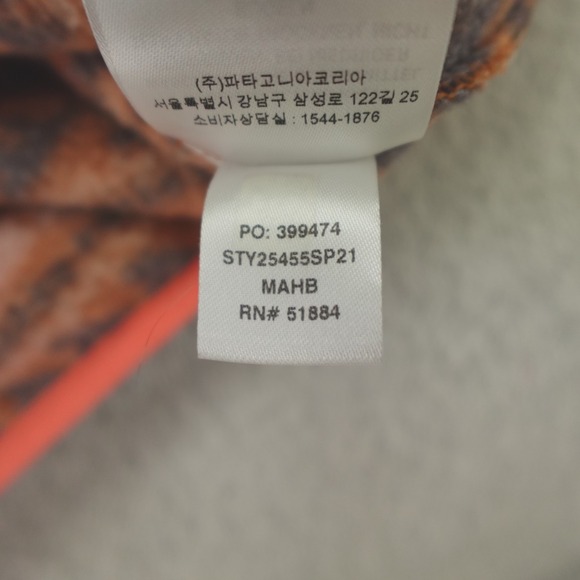 (주)파타고니아코리아
서울특별시 강남구 삼성로 122길 25
소비자상담실 : 1544-1876
PO: 399474
STY25455SP21
MAHB
RN# 51884